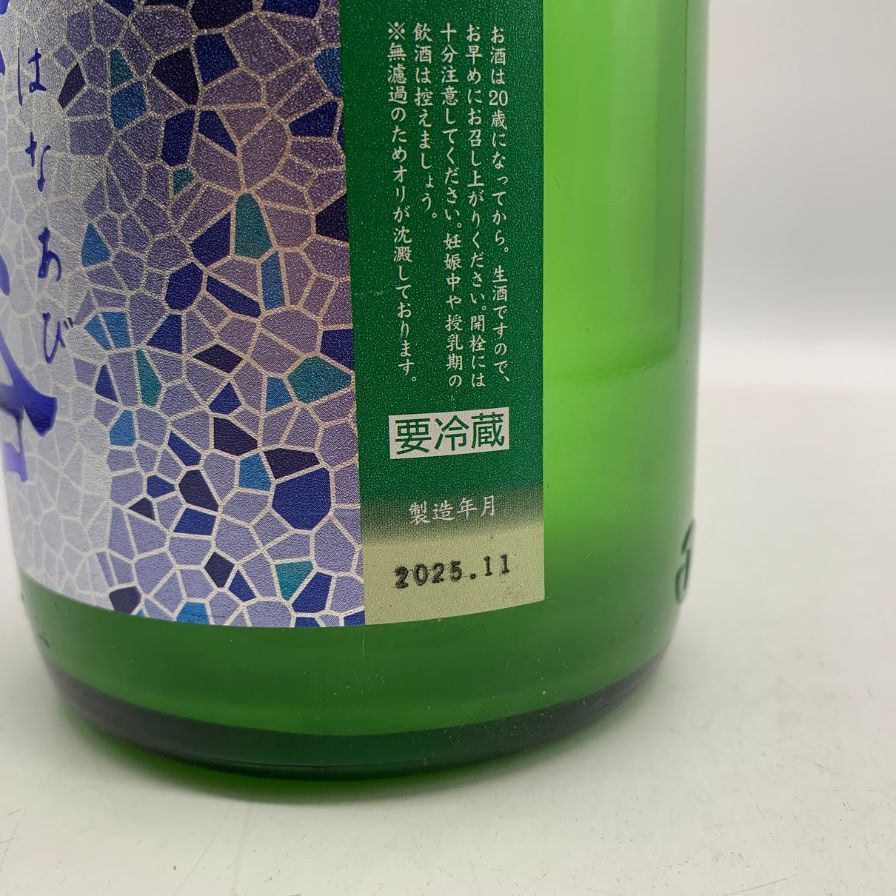 お酒は20歳になってから。生酒ですので、
お早めにお召し上がりください。開栓には
十分注意してください。妊娠中や授乳期の
飲酒は控えましょう。
※無濾過のためオリが沈澱しております。
要冷蔵
製造年月
2025.11
はなあび